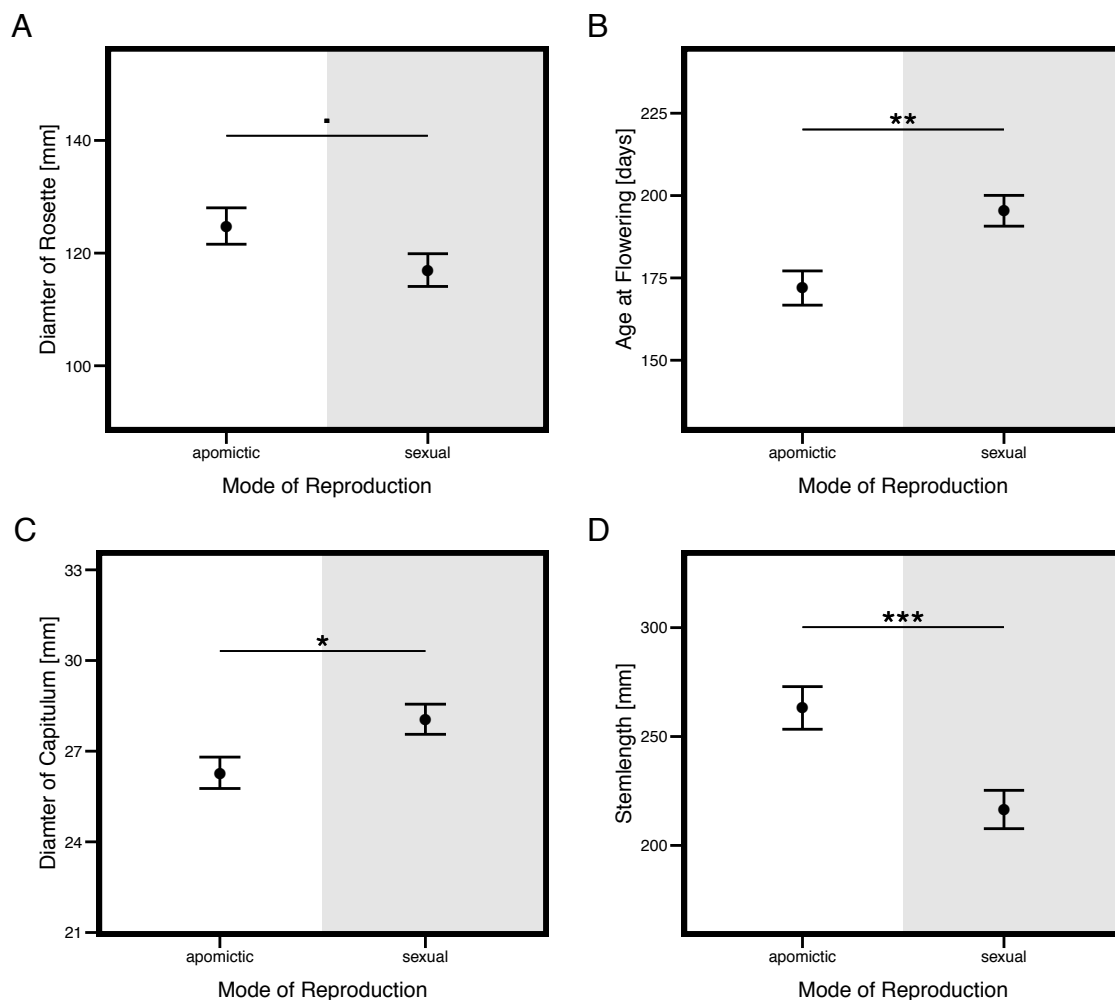 A
Diamter of Rosette [mm]
140
120
100
.
apomictic sexual
Mode of Reproduction
B
Age at Flowering [days]
225
200
175
150
**
apomictic sexual
Mode of Reproduction
C
Diamter of Capitulum [mm]
33
30
27
24
21
*
apomictic sexual
Mode of Reproduction
D
Stemlength [mm]
300
250
200
***
apomictic sexual
Mode of Reproduction